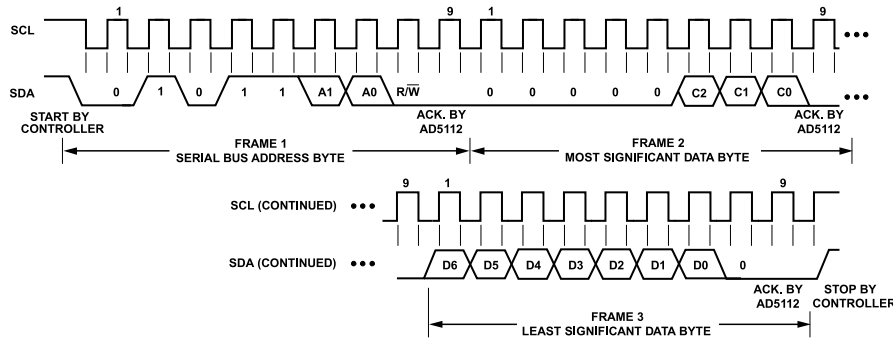 1 9 1 9
SCL •••
SDA 0 1 0 1 1 A1 A0 R/W̅ 0 0 0 0 0 C2 C1 C0 •••
START BY
CONTROLLER
ACK. BY
AD5112
ACK. BY
AD5112
FRAME 1
SERIAL BUS ADDRESS BYTE
FRAME 2
MOST SIGNIFICANT DATA BYTE
9 1 9
SCL (CONTINUED) •••
SDA (CONTINUED) ••• D6 D5 D4 D3 D2 D1 D0 0
ACK. BY
AD5112
STOP BY
CONTROLLER
FRAME 3
LEAST SIGNIFICANT DATA BYTE